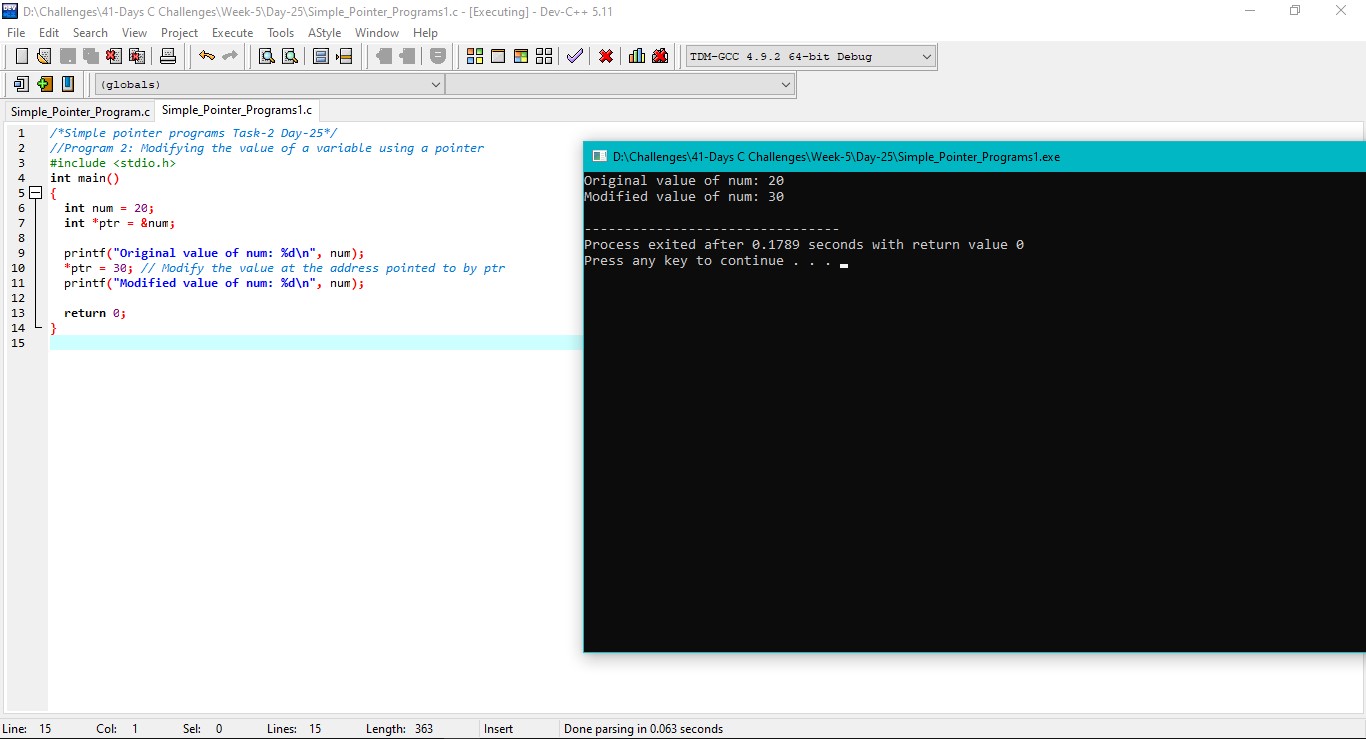 D:\Challenges\41-Days C Challenges\Week-5\Day-25\Simple_Pointer_Programs1.c - [Executing] - Dev-C++ 5.11
File Edit Search View Project Execute Tools AStyle Window Help
TDM-GCC 4.9.2 64-bit Debug
(globals)
Simple_Pointer_Program.c Simple_Pointer_Programs1.c
1 /*Simple pointer programs Task-2 Day-25*/
2 //Program 2: Modifying the value of a variable using a pointer
3 #include <stdio.h>
4 int main()
5 {
6 int num = 20;
7 int *ptr = &num;
8
9 printf("Original value of num: %d\n", num);
10 *ptr = 30; // Modify the value at the address pointed to by ptr
11 printf("Modified value of num: %d\n", num);
12
13 return 0;
14 }
15
D:\Challenges\41-Days C Challenges\Week-5\Day-25\Simple_Pointer_Programs1.exe
Original value of num: 20
Modified value of num: 30
--------------------------------
Process exited after 0.1789 seconds with return value 0
Press any key to continue . . .
Line: 15 Col: 1 Sel: 0 Lines: 15 Length: 363 Insert Done parsing in 0.063 seconds